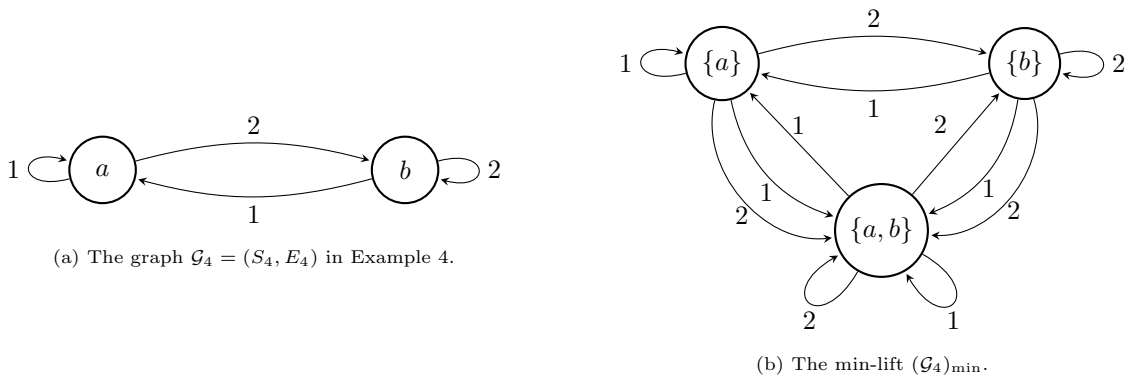 1
a
2
1
b
2
(a) The graph 𝒢₄ = (S₄, E₄) in Example 4.
1
{a}
2
1
{b}
2
1
2
1
2
1
2
{a, b}
2
1
(b) The min-lift (𝒢₄)ₘᵢₙ.